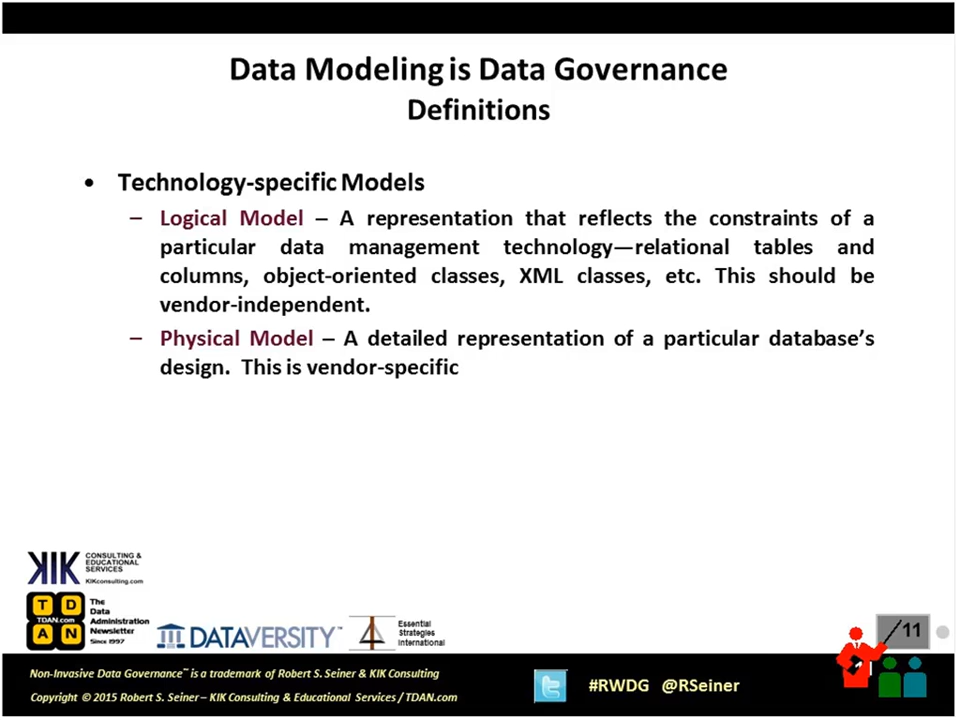 Data Modeling is Data Governance
Definitions
• Technology-specific Models
– Logical Model – A representation that reflects the constraints of a
particular data management technology—relational tables and
columns, object-oriented classes, XML classes, etc. This should be
vendor-independent.
– Physical Model – A detailed representation of a particular database's
design. This is vendor-specific
KIK CONSULTING &
EDUCATIONAL
SERVICES
KIKconsulting.com
T D
TDAN.com
A N
The
Data
Administration
Newsletter
Since 1997
DATAVERSITY™
Essential
Strategies
International
11
Non-Invasive Data Governance™ is a trademark of Robert S. Seiner & KIK Consulting
Copyright © 2015 Robert S. Seiner – KIK Consulting & Educational Services / TDAN.com
#RWDG @RSeiner